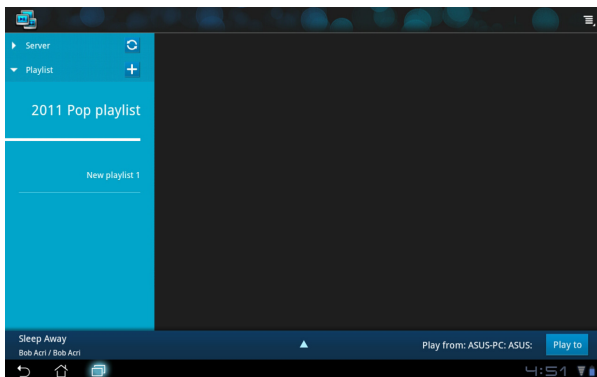 Server
Playlist
2011 Pop playlist
New playlist 1
Sleep Away
Bob Acri / Bob Acri
Play from: ASUS-PC: ASUS:
Play to
4:51